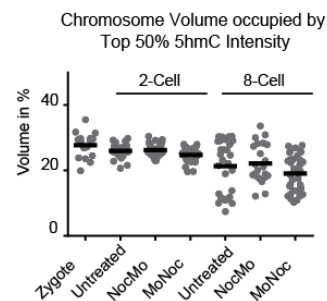 Chromosome Volume occupied by
Top 50% 5hmC Intensity
2-Cell
8-Cell
Volume in %
40
20
0
Zygote
Untreated
NocMo
MoNoc
Untreated
NocMo
MoNoc